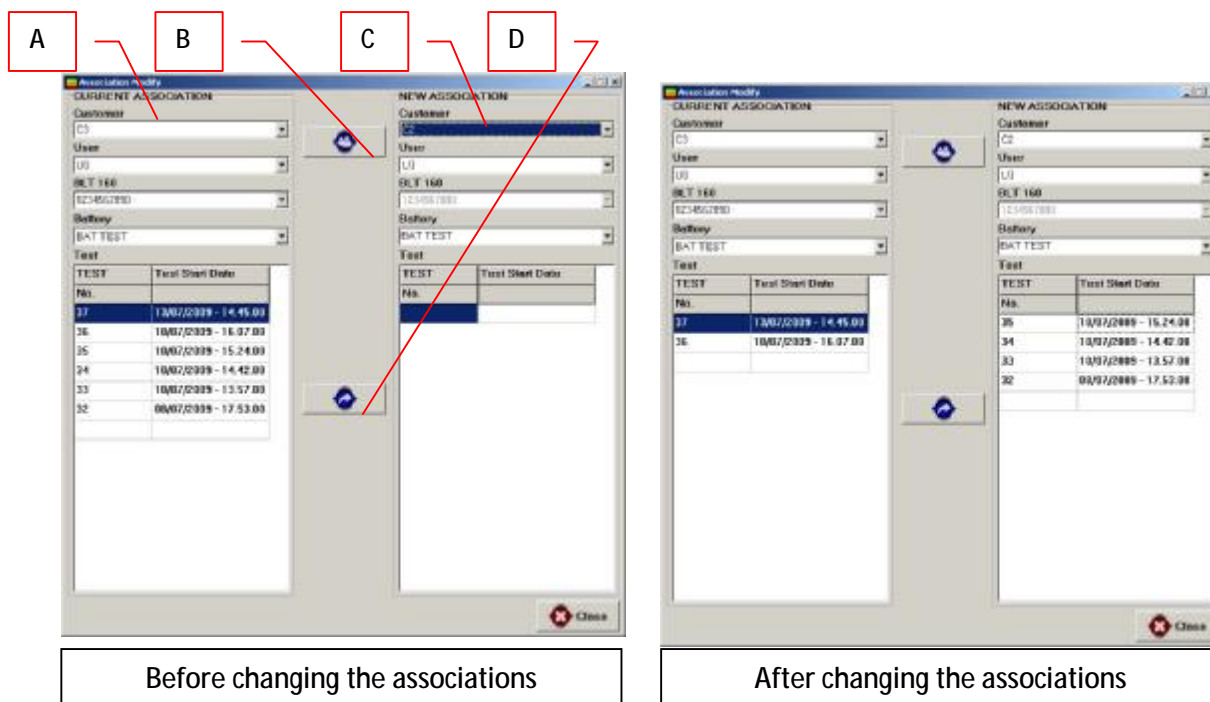 A B C D
Association Modify
CURRENT ASSOCIATION
NEW ASSOCIATION
Customer
C3
User
BLT 160
Battery
BAT TEST
Test
TEST Test Start Date
No.
37 13/07/2009 - 14.45.00
36 10/07/2009 - 16.07.00
35 10/07/2009 - 15.24.00
34 10/07/2009 - 14.42.00
33 10/07/2009 - 13.57.00
32 08/07/2009 - 17.53.00
Customer
C2
User
BLT 160
Battery
BAT TEST
Test
TEST Test Start Date
No.
Close
Before changing the associations
Association Modify
CURRENT ASSOCIATION
NEW ASSOCIATION
Customer
C3
User
BLT 160
Battery
BAT TEST
Test
TEST Test Start Date
No.
37 13/07/2009 - 14.45.00
36 10/07/2009 - 16.07.00
Customer
C2
User
BLT 160
Battery
BAT TEST
Test
TEST Test Start Date
No.
35 10/07/2009 - 15.24.00
34 10/07/2009 - 14.42.00
33 10/07/2009 - 13.57.00
32 08/07/2009 - 17.53.00
Close
After changing the associations